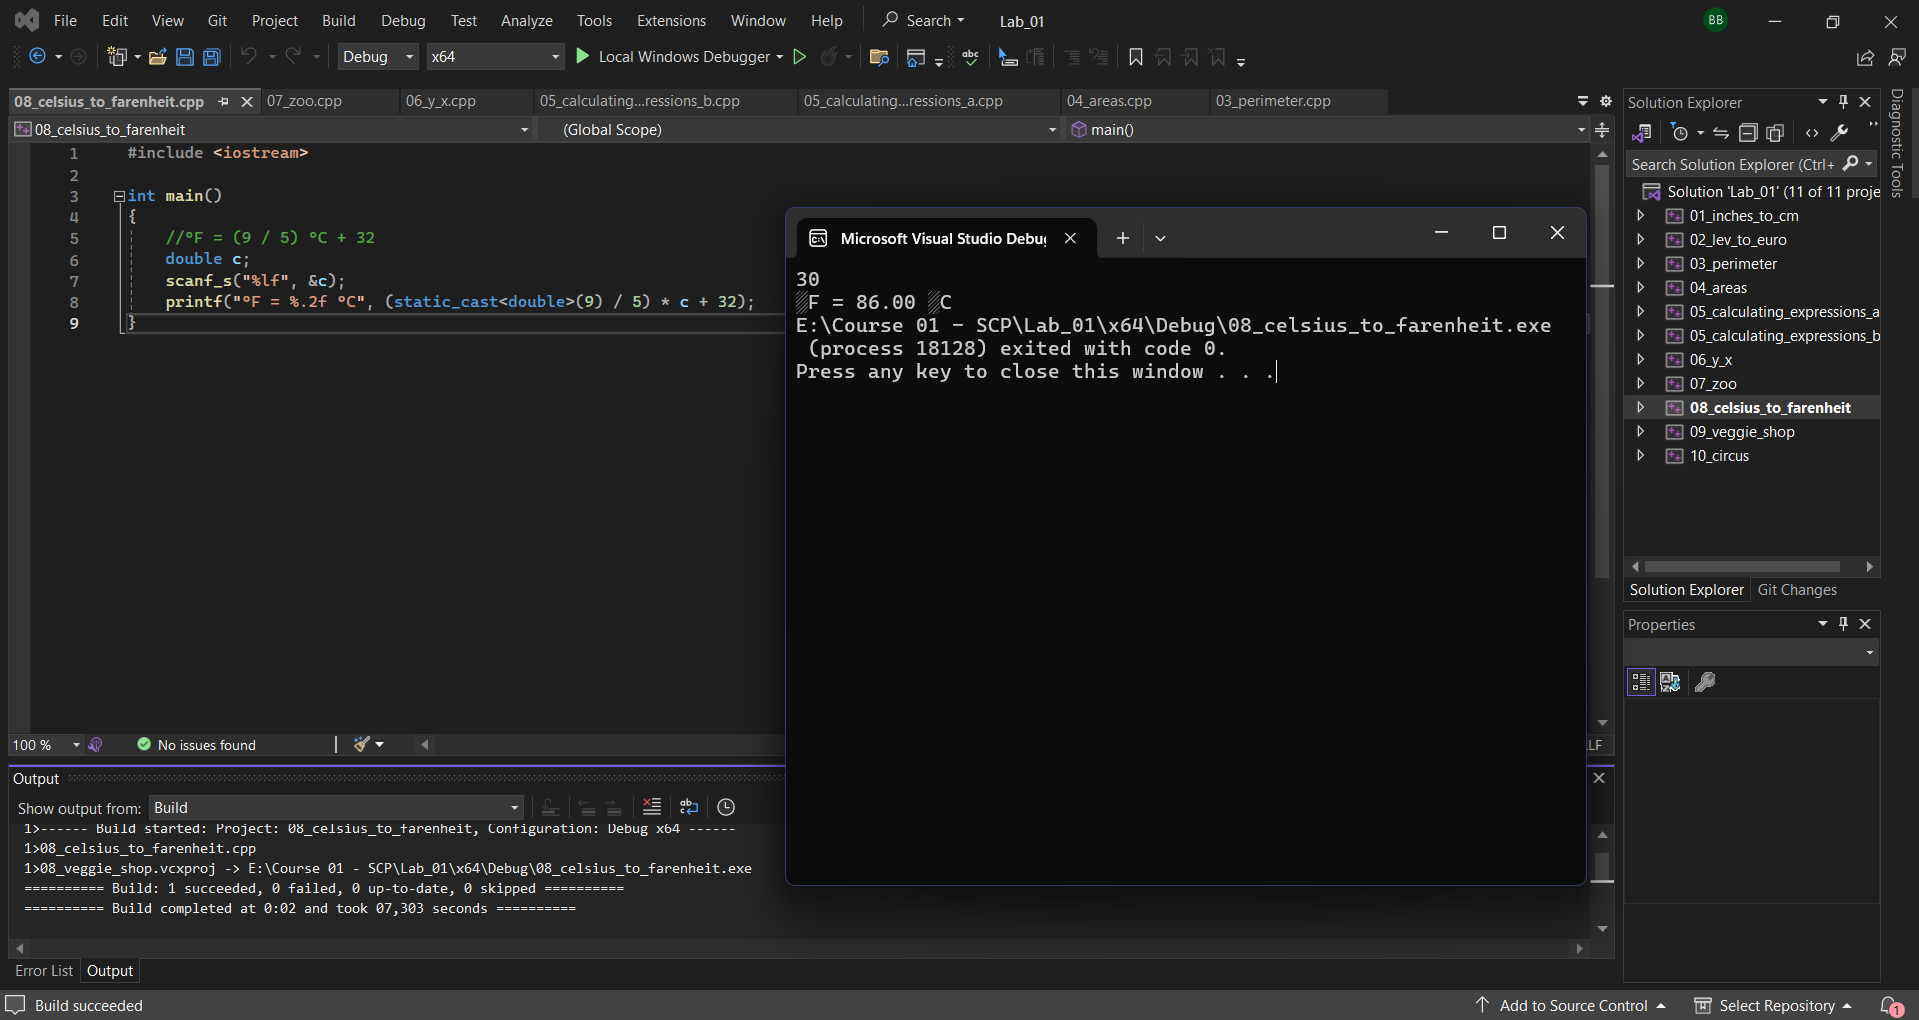 File Edit View Git Project Build Debug Test Analyze Tools Extensions Window Help Search Lab_01 BB
Debug x64 Local Windows Debugger
08_celsius_to_farenheit.cpp 07_zoo.cpp 06_y_x.cpp 05_calculating...ressions_b.cpp 05_calculating...ressions_a.cpp 04_areas.cpp 03_perimeter.cpp
08_celsius_to_farenheit (Global Scope) main()
1 #include <iostream>
2
3 int main()
4 {
5 //°F = (9 / 5) °C + 32
6 double c;
7 scanf_s("%lf", &c);
8 printf("°F = %.2f °C", (static_cast<double>(9) / 5) * c + 32);
9 }
100 % No issues found
LF
Microsoft Visual Studio Debug
30
▒F = 86.00 ▒C
E:\Course 01 - SCP\Lab_01\x64\Debug\08_celsius_to_farenheit.exe
(process 18128) exited with code 0.
Press any key to close this window . . .
Output
Show output from: Build
1>------ Build started: Project: 08_celsius_to_farenheit, Configuration: Debug x64 ------
1>08_celsius_to_farenheit.cpp
1>08_veggie_shop.vcxproj -> E:\Course 01 - SCP\Lab_01\x64\Debug\08_celsius_to_farenheit.exe
========== Build: 1 succeeded, 0 failed, 0 up-to-date, 0 skipped ==========
========== Build completed at 0:02 and took 07,303 seconds ==========
Error List Output
Solution Explorer
Search Solution Explorer (Ctrl+
Solution 'Lab_01' (11 of 11 proje
01_inches_to_cm
02_lev_to_euro
03_perimeter
04_areas
05_calculating_expressions_a
05_calculating_expressions_b
06_y_x
07_zoo
08_celsius_to_farenheit
09_veggie_shop
10_circus
Solution Explorer Git Changes
Properties
Diagnostic Tools
Build succeeded Add to Source Control Select Repository 1